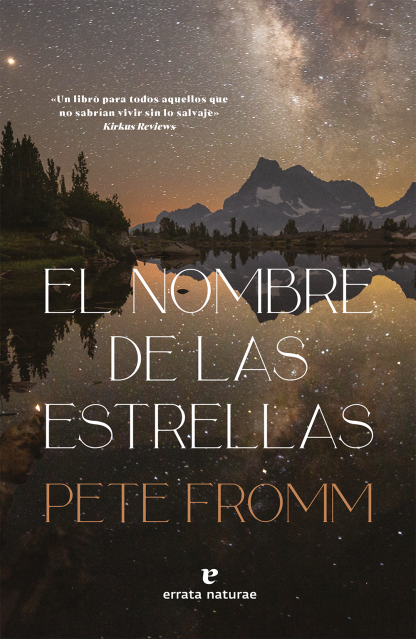 «Un libro para todos aquellos que
no sabrían vivir sin lo salvaje»
Kirkus Reviews
EL NOMBRE
DE LAS
ESTRELLAS
PETE FROMM
e
errata naturae